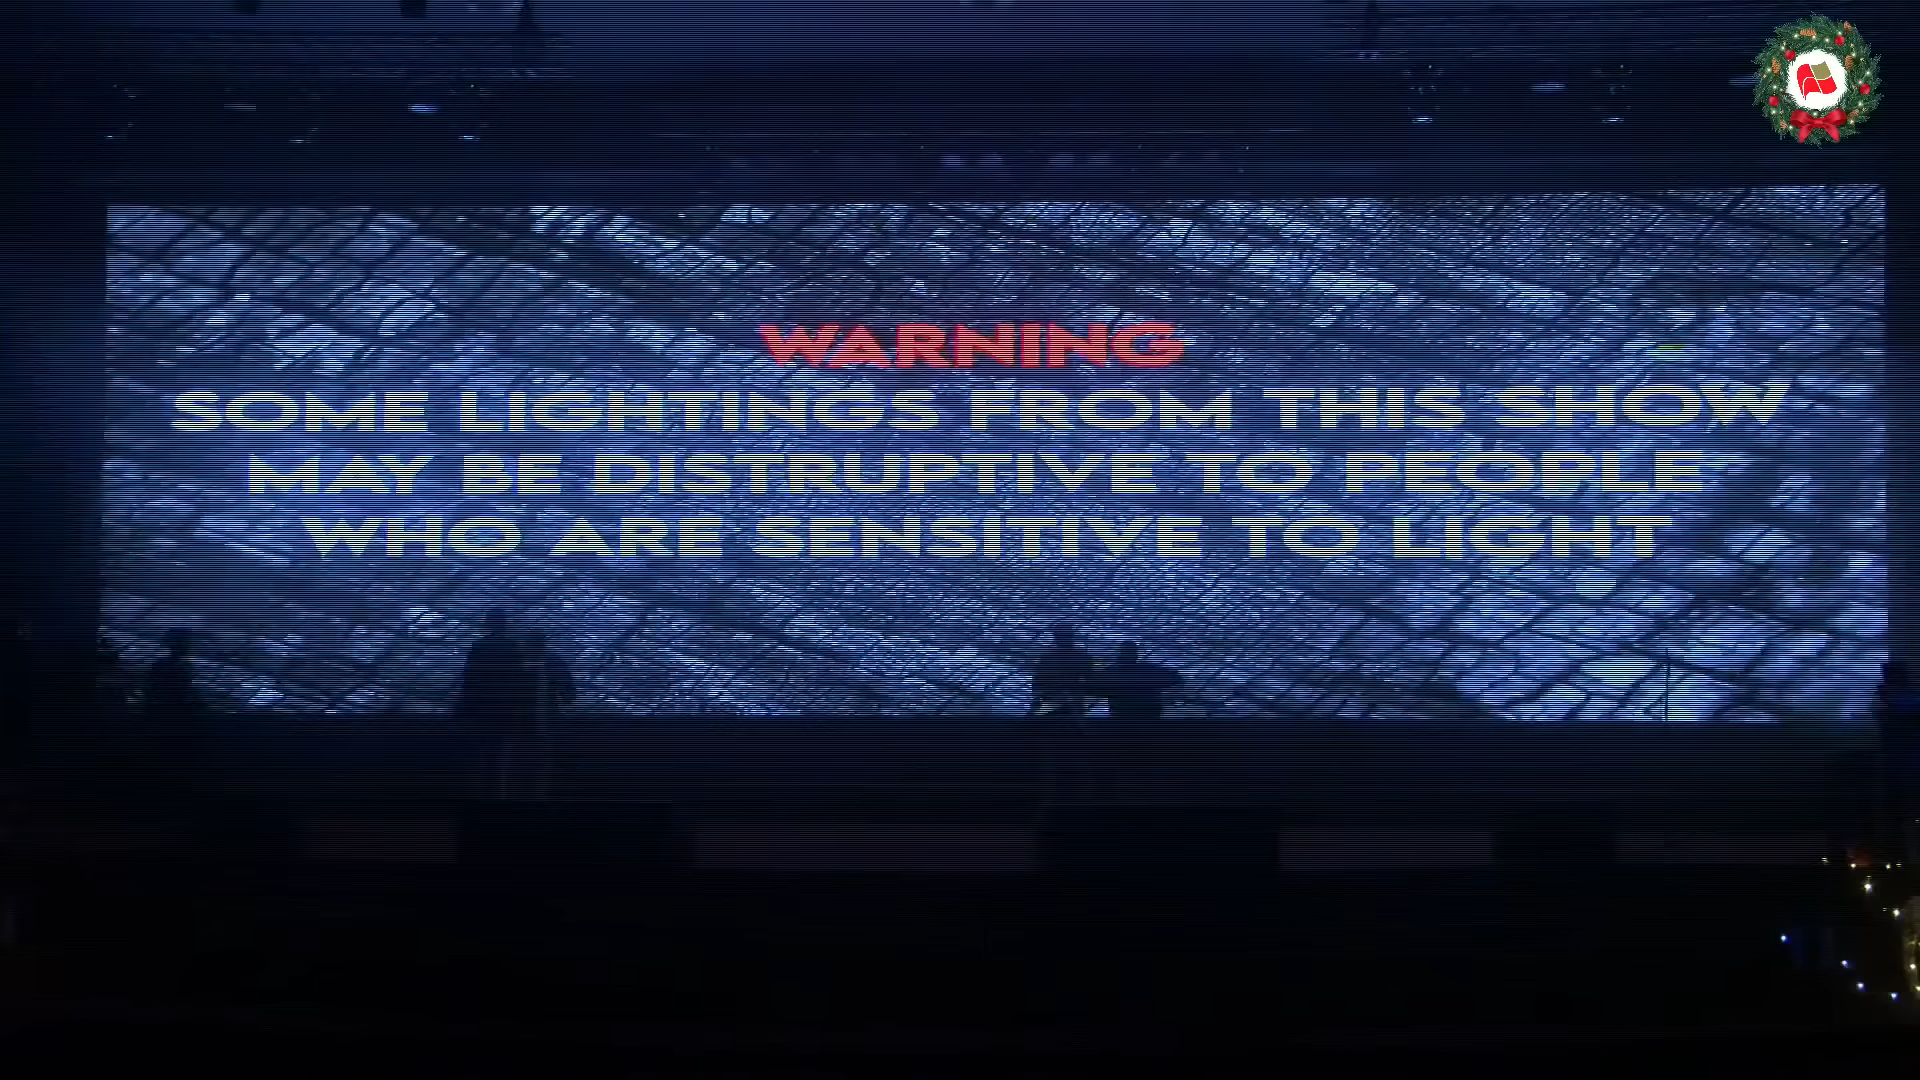 WARNING
SOME LIGHTINGS FROM THIS SHOW
MAY BE DISTRUPTIVE TO PEOPLE
WHO ARE SENSITIVE TO LIGHT